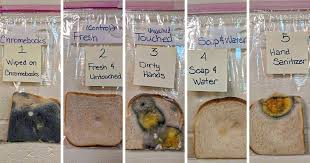 Chromebooks
1
Wiped on
Chromebooks
(Control)
Fresh
2
Fresh &
Untouched
Touched
3
Dirty
Hands
Soap & Water
4
Soap &
Water
5
Hand
Sanitizer